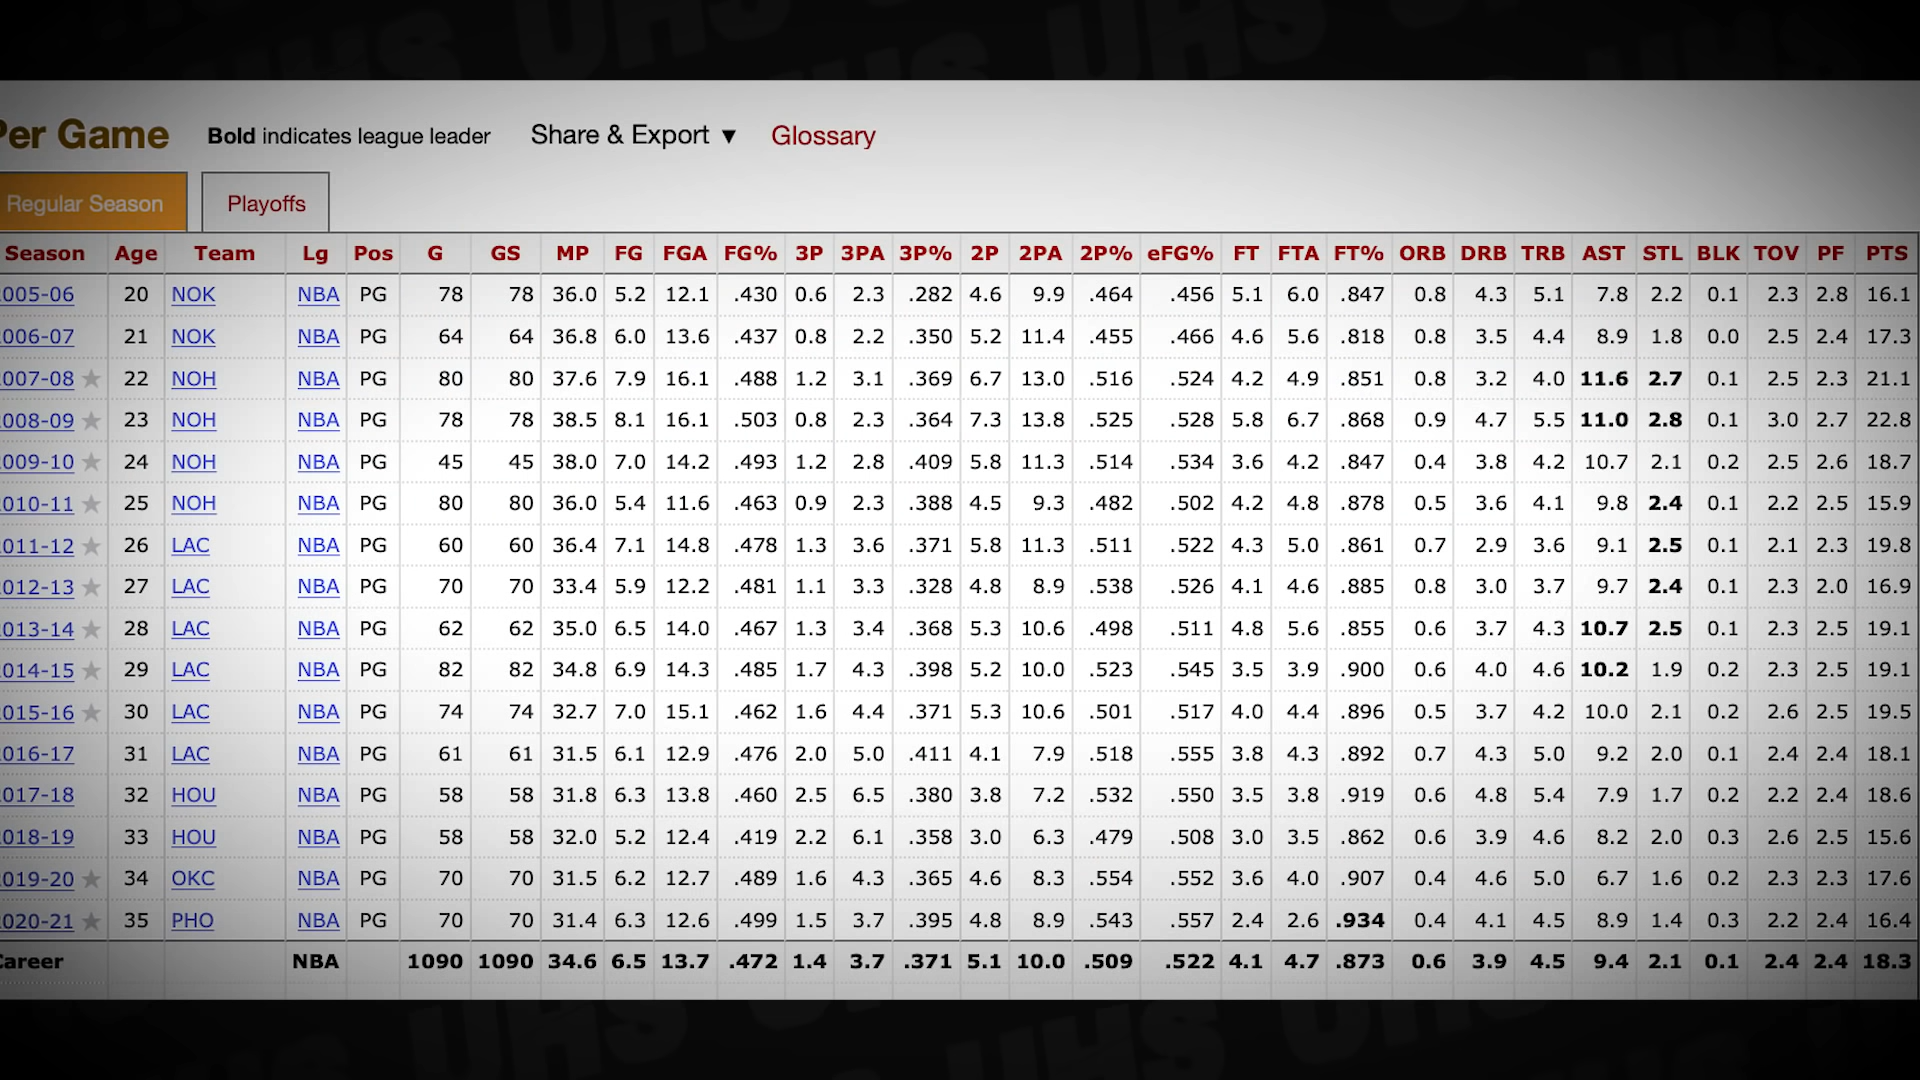 Per Game Bold indicates league leader Share & Export ▼ Glossary
Regular Season Playoffs
Season Age Team Lg Pos G GS MP FG FGA FG% 3P 3PA 3P% 2P 2PA 2P% eFG% FT FTA FT% ORB DRB TRB AST STL BLK TOV PF PTS
005-06 20 NOK NBA PG 78 78 36.0 5.2 12.1 .430 0.6 2.3 .282 4.6 9.9 .464 .456 5.1 6.0 .847 0.8 4.3 5.1 7.8 2.2 0.1 2.3 2.8 16.1
006-07 21 NOK NBA PG 64 64 36.8 6.0 13.6 .437 0.8 2.2 .350 5.2 11.4 .455 .466 4.6 5.6 .818 0.8 3.5 4.4 8.9 1.8 0.0 2.5 2.4 17.3
007-08 ★ 22 NOH NBA PG 80 80 37.6 7.9 16.1 .488 1.2 3.1 .369 6.7 13.0 .516 .524 4.2 4.9 .851 0.8 3.2 4.0 11.6 2.7 0.1 2.5 2.3 21.1
008-09 ★ 23 NOH NBA PG 78 78 38.5 8.1 16.1 .503 0.8 2.3 .364 7.3 13.8 .525 .528 5.8 6.7 .868 0.9 4.7 5.5 11.0 2.8 0.1 3.0 2.7 22.8
009-10 ★ 24 NOH NBA PG 45 45 38.0 7.0 14.2 .493 1.2 2.8 .409 5.8 11.3 .514 .534 3.6 4.2 .847 0.4 3.8 4.2 10.7 2.1 0.2 2.5 2.6 18.7
010-11 ★ 25 NOH NBA PG 80 80 36.0 5.4 11.6 .463 0.9 2.3 .388 4.5 9.3 .482 .502 4.2 4.8 .878 0.5 3.6 4.1 9.8 2.4 0.1 2.2 2.5 15.9
011-12 ★ 26 LAC NBA PG 60 60 36.4 7.1 14.8 .478 1.3 3.6 .371 5.8 11.3 .511 .522 4.3 5.0 .861 0.7 2.9 3.6 9.1 2.5 0.1 2.1 2.3 19.8
012-13 ★ 27 LAC NBA PG 70 70 33.4 5.9 12.2 .481 1.1 3.3 .328 4.8 8.9 .538 .526 4.1 4.6 .885 0.8 3.0 3.7 9.7 2.4 0.1 2.3 2.0 16.9
013-14 ★ 28 LAC NBA PG 62 62 35.0 6.5 14.0 .467 1.3 3.4 .368 5.3 10.6 .498 .511 4.8 5.6 .855 0.6 3.7 4.3 10.7 2.5 0.1 2.3 2.5 19.1
014-15 ★ 29 LAC NBA PG 82 82 34.8 6.9 14.3 .485 1.7 4.3 .398 5.2 10.0 .523 .545 3.5 3.9 .900 0.6 4.0 4.6 10.2 1.9 0.2 2.3 2.5 19.1
015-16 ★ 30 LAC NBA PG 74 74 32.7 7.0 15.1 .462 1.6 4.4 .371 5.3 10.6 .501 .517 4.0 4.4 .896 0.5 3.7 4.2 10.0 2.1 0.2 2.6 2.5 19.5
016-17 31 LAC NBA PG 61 61 31.5 6.1 12.9 .476 2.0 5.0 .411 4.1 7.9 .518 .555 3.8 4.3 .892 0.7 4.3 5.0 9.2 2.0 0.1 2.4 2.4 18.1
017-18 32 HOU NBA PG 58 58 31.8 6.3 13.8 .460 2.5 6.5 .380 3.8 7.2 .532 .550 3.5 3.8 .919 0.6 4.8 5.4 7.9 1.7 0.2 2.2 2.4 18.6
018-19 33 HOU NBA PG 58 58 32.0 5.2 12.4 .419 2.2 6.1 .358 3.0 6.3 .479 .508 3.0 3.5 .862 0.6 3.9 4.6 8.2 2.0 0.3 2.6 2.5 15.6
019-20 ★ 34 OKC NBA PG 70 70 31.5 6.2 12.7 .489 1.6 4.3 .365 4.6 8.3 .554 .552 3.6 4.0 .907 0.4 4.6 5.0 6.7 1.6 0.2 2.3 2.3 17.6
020-21 ★ 35 PHO NBA PG 70 70 31.4 6.3 12.6 .499 1.5 3.7 .395 4.8 8.9 .543 .557 2.4 2.6 .934 0.4 4.1 4.5 8.9 1.4 0.3 2.2 2.4 16.4
Career NBA 1090 1090 34.6 6.5 13.7 .472 1.4 3.7 .371 5.1 10.0 .509 .522 4.1 4.7 .873 0.6 3.9 4.5 9.4 2.1 0.1 2.4 2.4 18.3